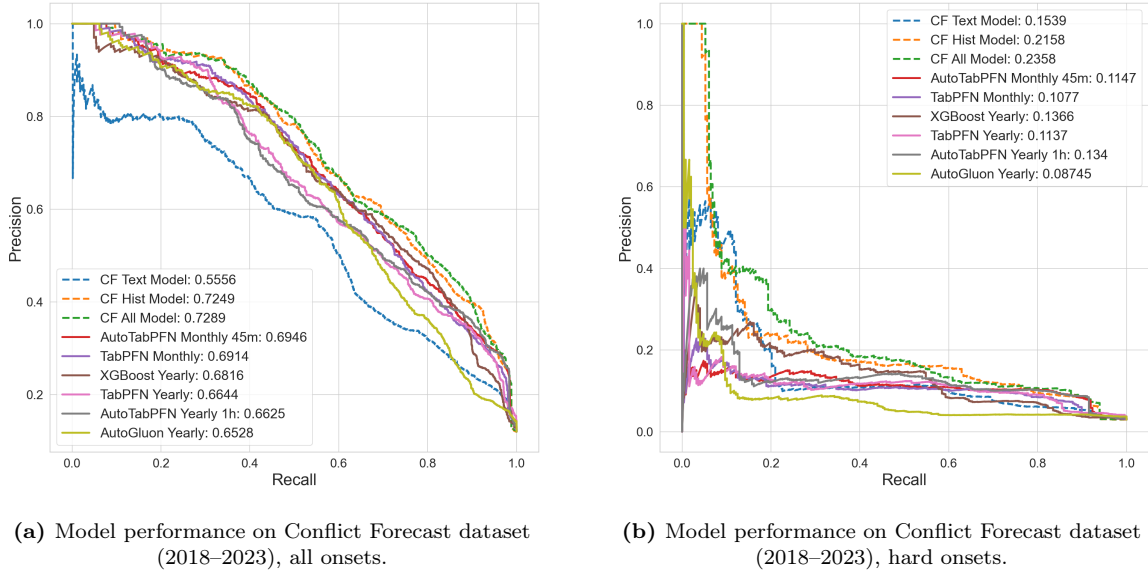 1.0
0.8
0.6
0.4
0.2
Precision
CF Text Model: 0.5556
CF Hist Model: 0.7249
CF All Model: 0.7289
AutoTabPFN Monthly 45m: 0.6946
TabPFN Monthly: 0.6914
XGBoost Yearly: 0.6816
TabPFN Yearly: 0.6644
AutoTabPFN Yearly 1h: 0.6625
AutoGluon Yearly: 0.6528
0.0 0.2 0.4 0.6 0.8 1.0
Recall
(a) Model performance on Conflict Forecast dataset
(2018–2023), all onsets.
1.0
0.8
0.6
0.4
0.2
0.0
Precision
CF Text Model: 0.1539
CF Hist Model: 0.2158
CF All Model: 0.2358
AutoTabPFN Monthly 45m: 0.1147
TabPFN Monthly: 0.1077
XGBoost Yearly: 0.1366
TabPFN Yearly: 0.1137
AutoTabPFN Yearly 1h: 0.134
AutoGluon Yearly: 0.08745
0.0 0.2 0.4 0.6 0.8 1.0
Recall
(b) Model performance on Conflict Forecast dataset
(2018–2023), hard onsets.